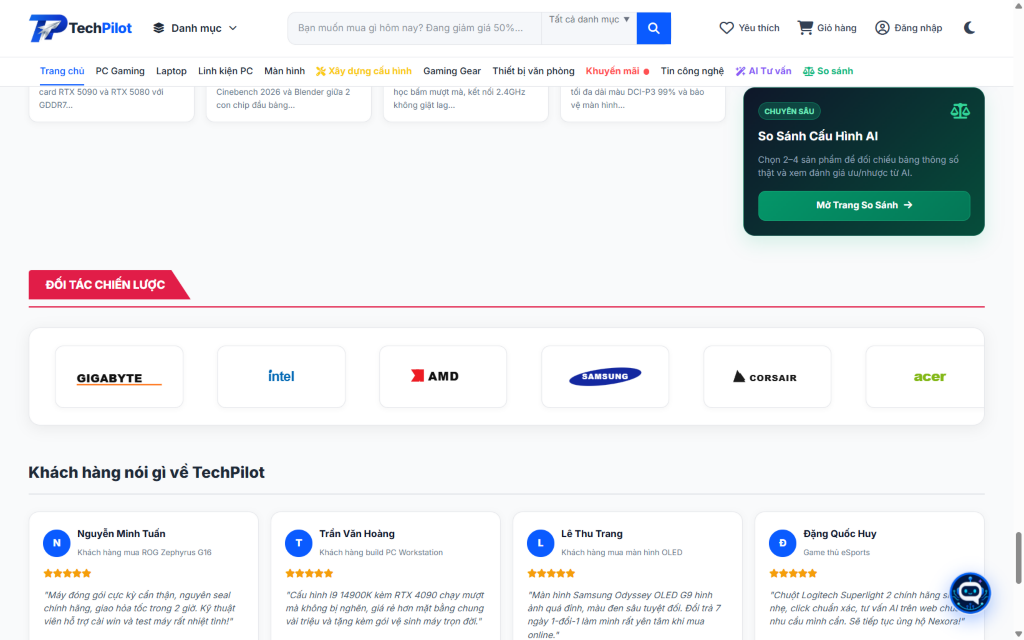 TechPilot
Danh mục
Bạn muốn mua gì hôm nay? Đang giảm giá 50%...
Tất cả danh mục
Yêu thích
Giỏ hàng
Đăng nhập
Trang chủ
PC Gaming
Laptop
Linh kiện PC
Màn hình
Xây dựng cấu hình
Gaming Gear
Thiết bị văn phòng
Khuyến mãi
Tin công nghệ
AI Tư vấn
So sánh
card RTX 5090 và RTX 5080 với
GDDR7...
Cinebench 2026 và Blender giữa 2
con chip đầu bảng...
học bấm mượt mà, kết nối 2.4GHz
không giật lag...
tối đa dải màu DCI-P3 99% và bảo
vệ màn hình...
CHUYÊN SÂU
So Sánh Cấu Hình AI
Chọn 2–4 sản phẩm để đối chiếu bảng thông số
thật và xem đánh giá ưu/nhược từ AI.
Mở Trang So Sánh
ĐỐI TÁC CHIẾN LƯỢC
GIGABYTE
intel
AMD
SAMSUNG
CORSAIR
acer
Khách hàng nói gì về TechPilot
N
Nguyễn Minh Tuấn
Khách hàng mua ROG Zephyrus G16
"Máy đóng gói cực kỳ cẩn thận, nguyên seal
chính hãng, giao hỏa tốc trong 2 giờ. Kỹ thuật
viên hỗ trợ cài win và test máy rất nhiệt tình!"
T
Trần Văn Hoàng
Khách hàng build PC Workstation
"Cấu hình i9 14900K kèm RTX 4090 chạy mượt
mà không bị nghẽn, giá rẻ hơn mặt bằng chung
vài triệu và tặng kèm gói vệ sinh máy trọn đời."
L
Lê Thu Trang
Khách hàng mua màn hình OLED
"Màn hình Samsung Odyssey OLED G9 hình
ảnh quá đỉnh, màu đen sâu tuyệt đối. Đổi trả 7
ngày 1-đổi-1 làm mình rất yên tâm khi mua
online."
Đ
Đặng Quốc Huy
Game thủ eSports
"Chuột Logitech Superlight 2 chính hãng
nhẹ, click chuẩn xác, tư vấn AI trên web
nhu cầu mình cần. Sẽ tiếp tục ủng hộ Nexora!"